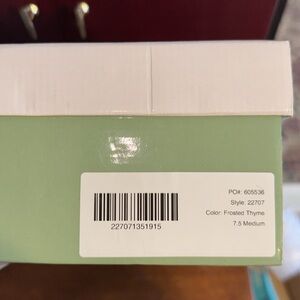 PO#: 605536
Style: 22707
Color: Frosted Thyme
7.5 Medium
227071351915